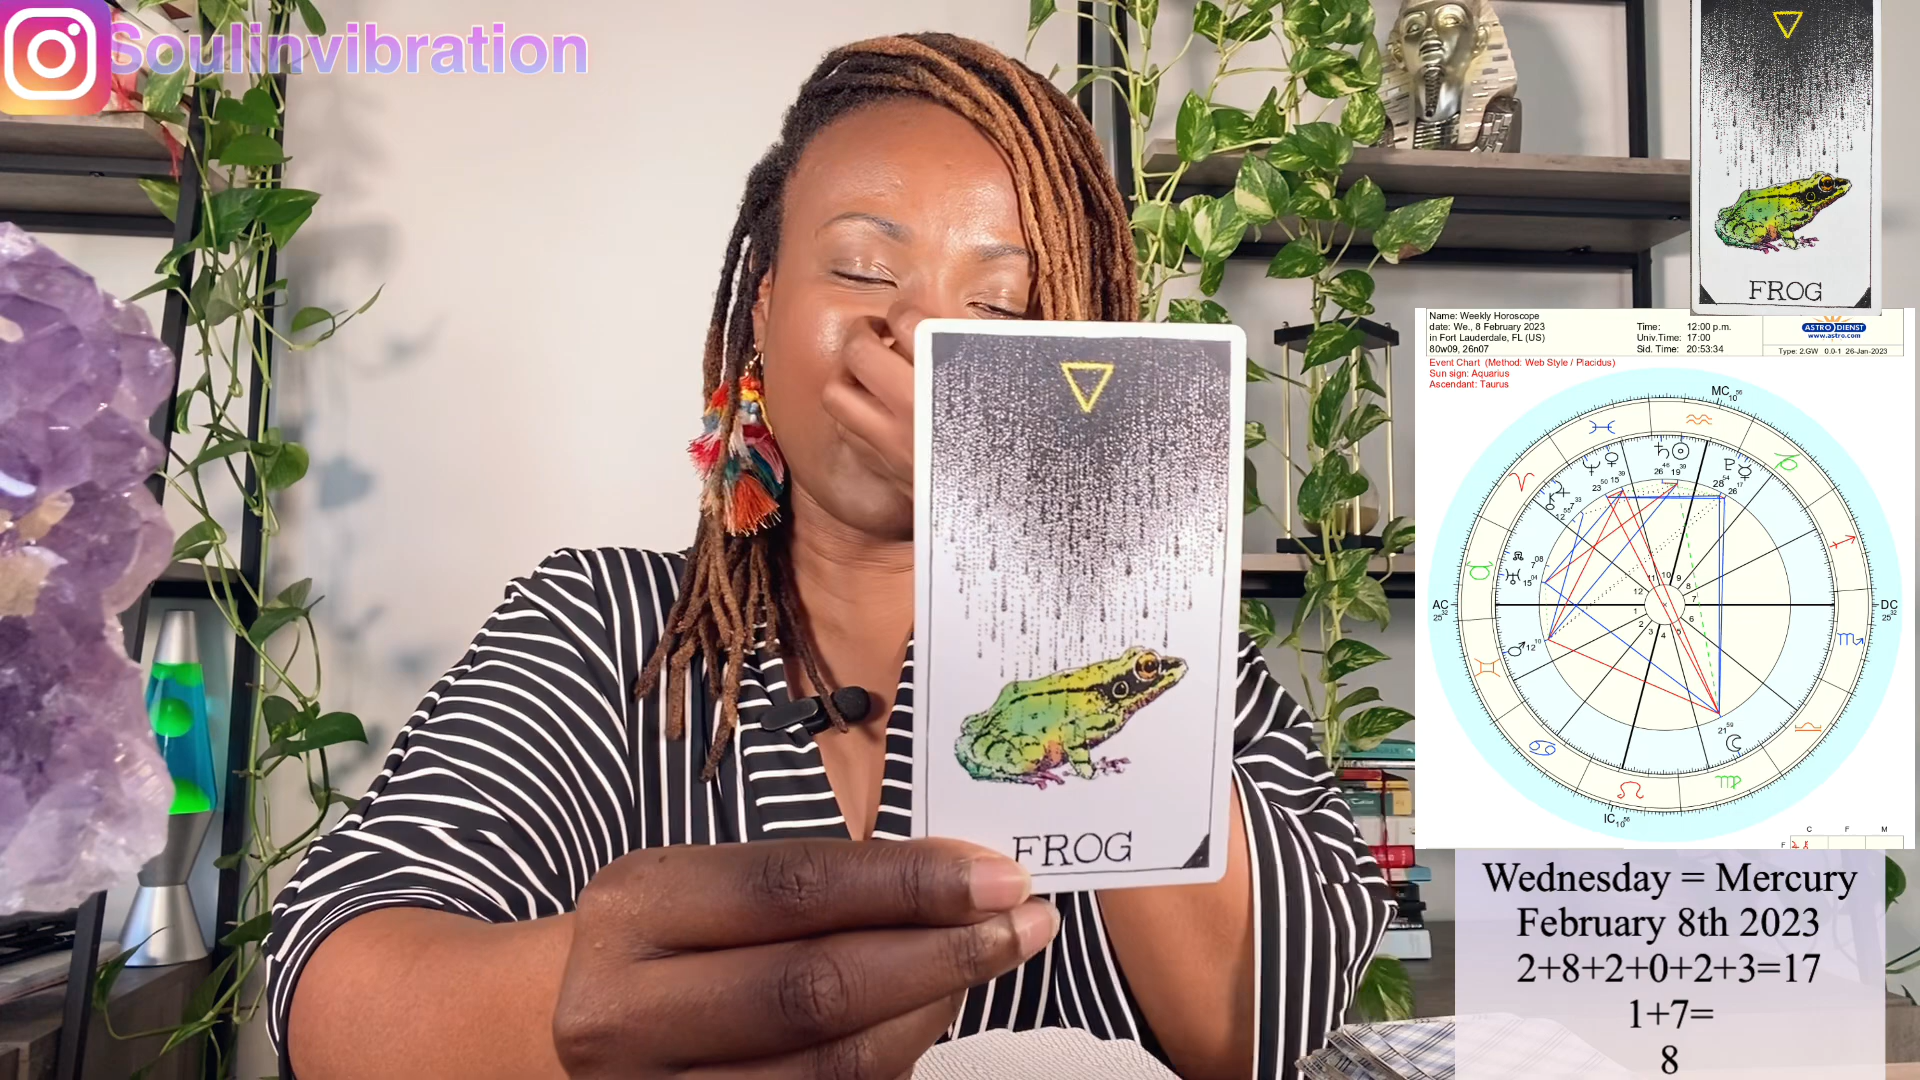 Soulinvibration
FROG
FROG
Name: Weekly Horoscope
date: We., 8 February 2023
in Fort Lauderdale, FL (US)
80w09, 26n07
Time: 12:00 p.m.
Univ.Time: 17:00
Sid. Time: 20:53:34
ASTRO DIENST
www.astro.com
Type: 2.GW 0.0-1 26-Jan-2023
Event Chart (Method: Web Style / Placidus)
Sun sign: Aquarius
Ascendant: Taurus
MC
AC
DC
IC
C F M
F
Wednesday = Mercury
February 8th 2023
2+8+2+0+2+3=17
1+7=
8